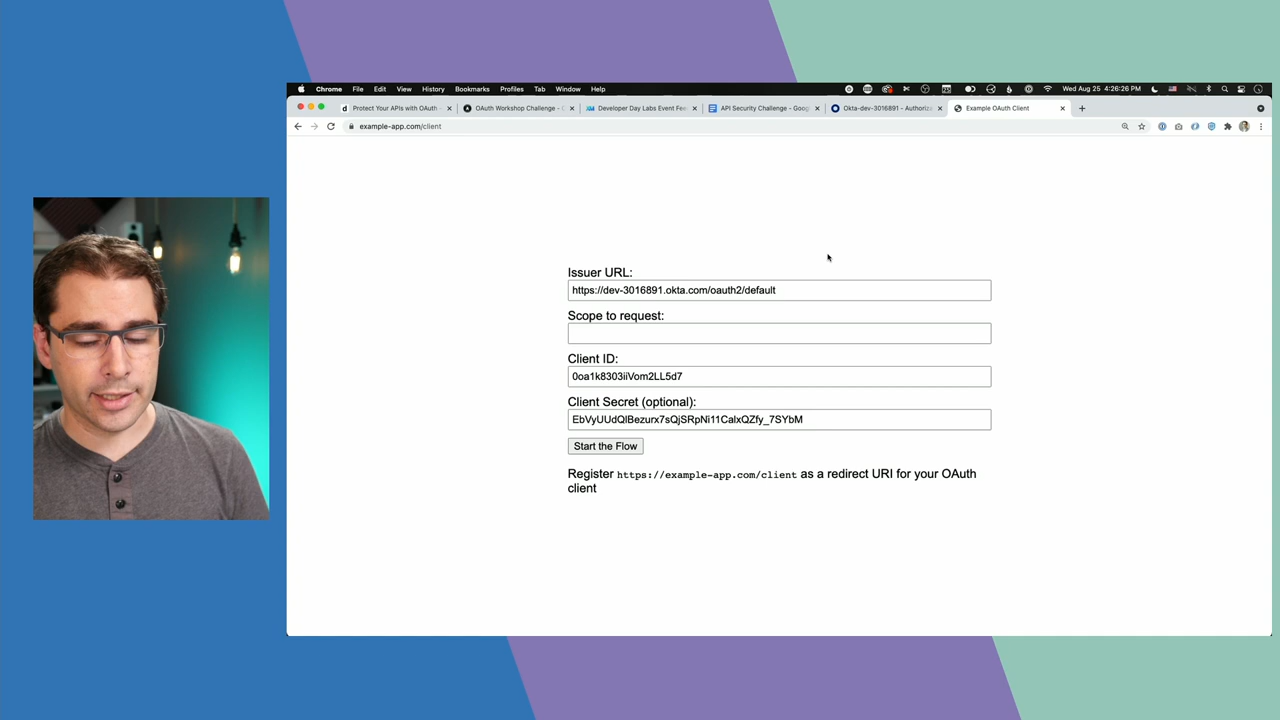 Chrome File Edit View History Bookmarks Profiles Tab Window Help Wed Aug 25 4:26:26 PM
Protect Your APIs with OAuth
OAuth Workshop Challenge -
Developer Day Labs Event Fee
API Security Challenge - Goog
Okta-dev-3016891 - Authoriza
Example OAuth Client
example-app.com/client
Issuer URL:
https://dev-3016891.okta.com/oauth2/default
Scope to request:
Client ID:
0oa1k8303iiVom2LL5d7
Client Secret (optional):
EbVyUUdQlBezurx7sQjSRpNi11CalxQZfy_7SYbM
Start the Flow
Register https://example-app.com/client as a redirect URI for your OAuth
client